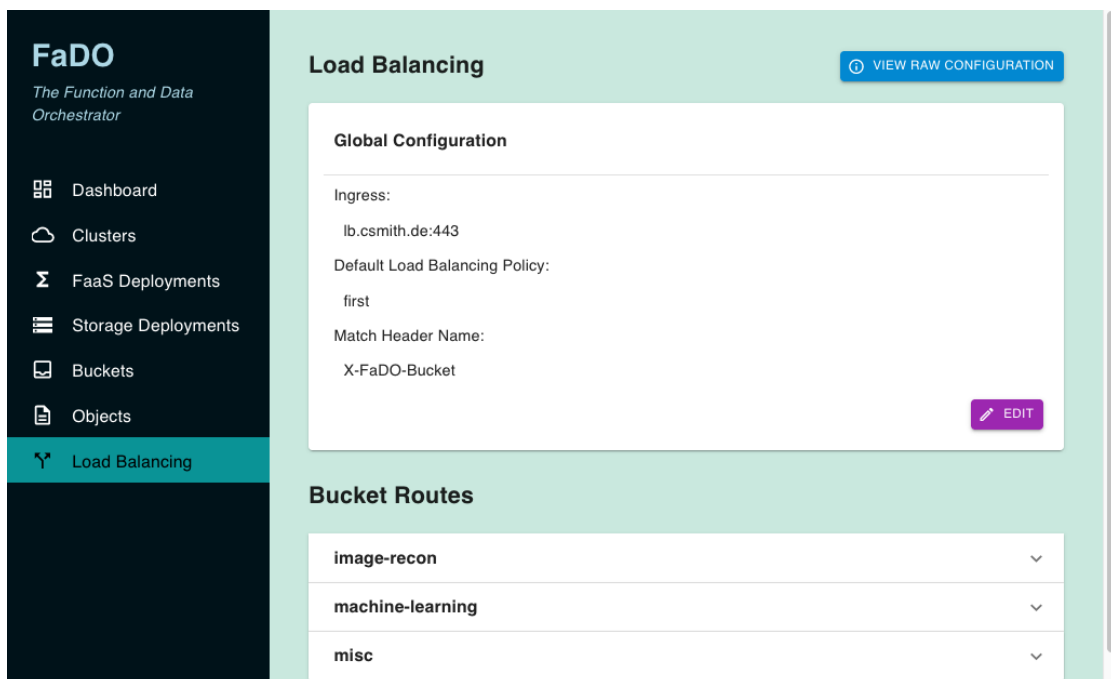 FaDO
The Function and Data
Orchestrator
Dashboard
Clusters
FaaS Deployments
Storage Deployments
Buckets
Objects
Load Balancing
Load Balancing
VIEW RAW CONFIGURATION
Global Configuration
Ingress:
lb.csmith.de:443
Default Load Balancing Policy:
first
Match Header Name:
X-FaDO-Bucket
EDIT
Bucket Routes
image-recon
machine-learning
misc